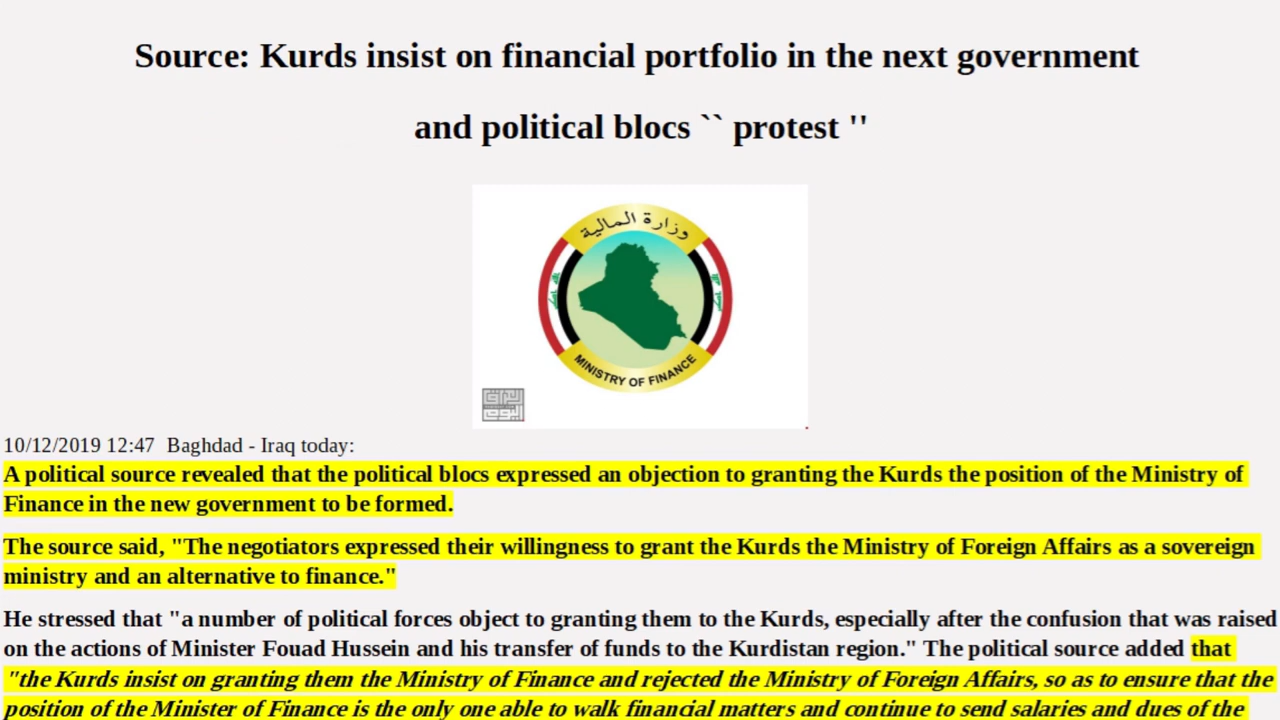 Source: Kurds insist on financial portfolio in the next government
and political blocs `` protest ''
وزارة المالية
MINISTRY OF FINANCE
10/12/2019 12:47  Baghdad - Iraq today:
A political source revealed that the political blocs expressed an objection to granting the Kurds the position of the Ministry of
Finance in the new government to be formed.
The source said, "The negotiators expressed their willingness to grant the Kurds the Ministry of Foreign Affairs as a sovereign
ministry and an alternative to finance."
He stressed that "a number of political forces object to granting them to the Kurds, especially after the confusion that was raised
on the actions of Minister Fouad Hussein and his transfer of funds to the Kurdistan region." The political source added that
"the Kurds insist on granting them the Ministry of Finance and rejected the Ministry of Foreign Affairs, so as to ensure that the
position of the Minister of Finance is the only one able to walk financial matters and continue to send salaries and dues of the